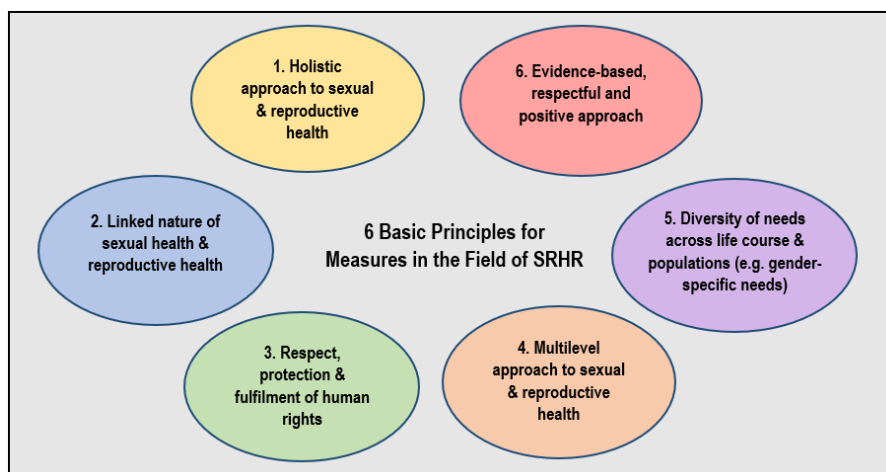 1. Holistic
approach to sexual
& reproductive
health
6. Evidence-based,
respectful and
positive approach
2. Linked nature of
sexual health &
reproductive health
6 Basic Principles for
Measures in the Field of SRHR
5. Diversity of needs
across life course &
populations (e.g. gender-
specific needs)
3. Respect,
protection &
fulfilment of human
rights
4. Multilevel
approach to sexual
& reproductive
health